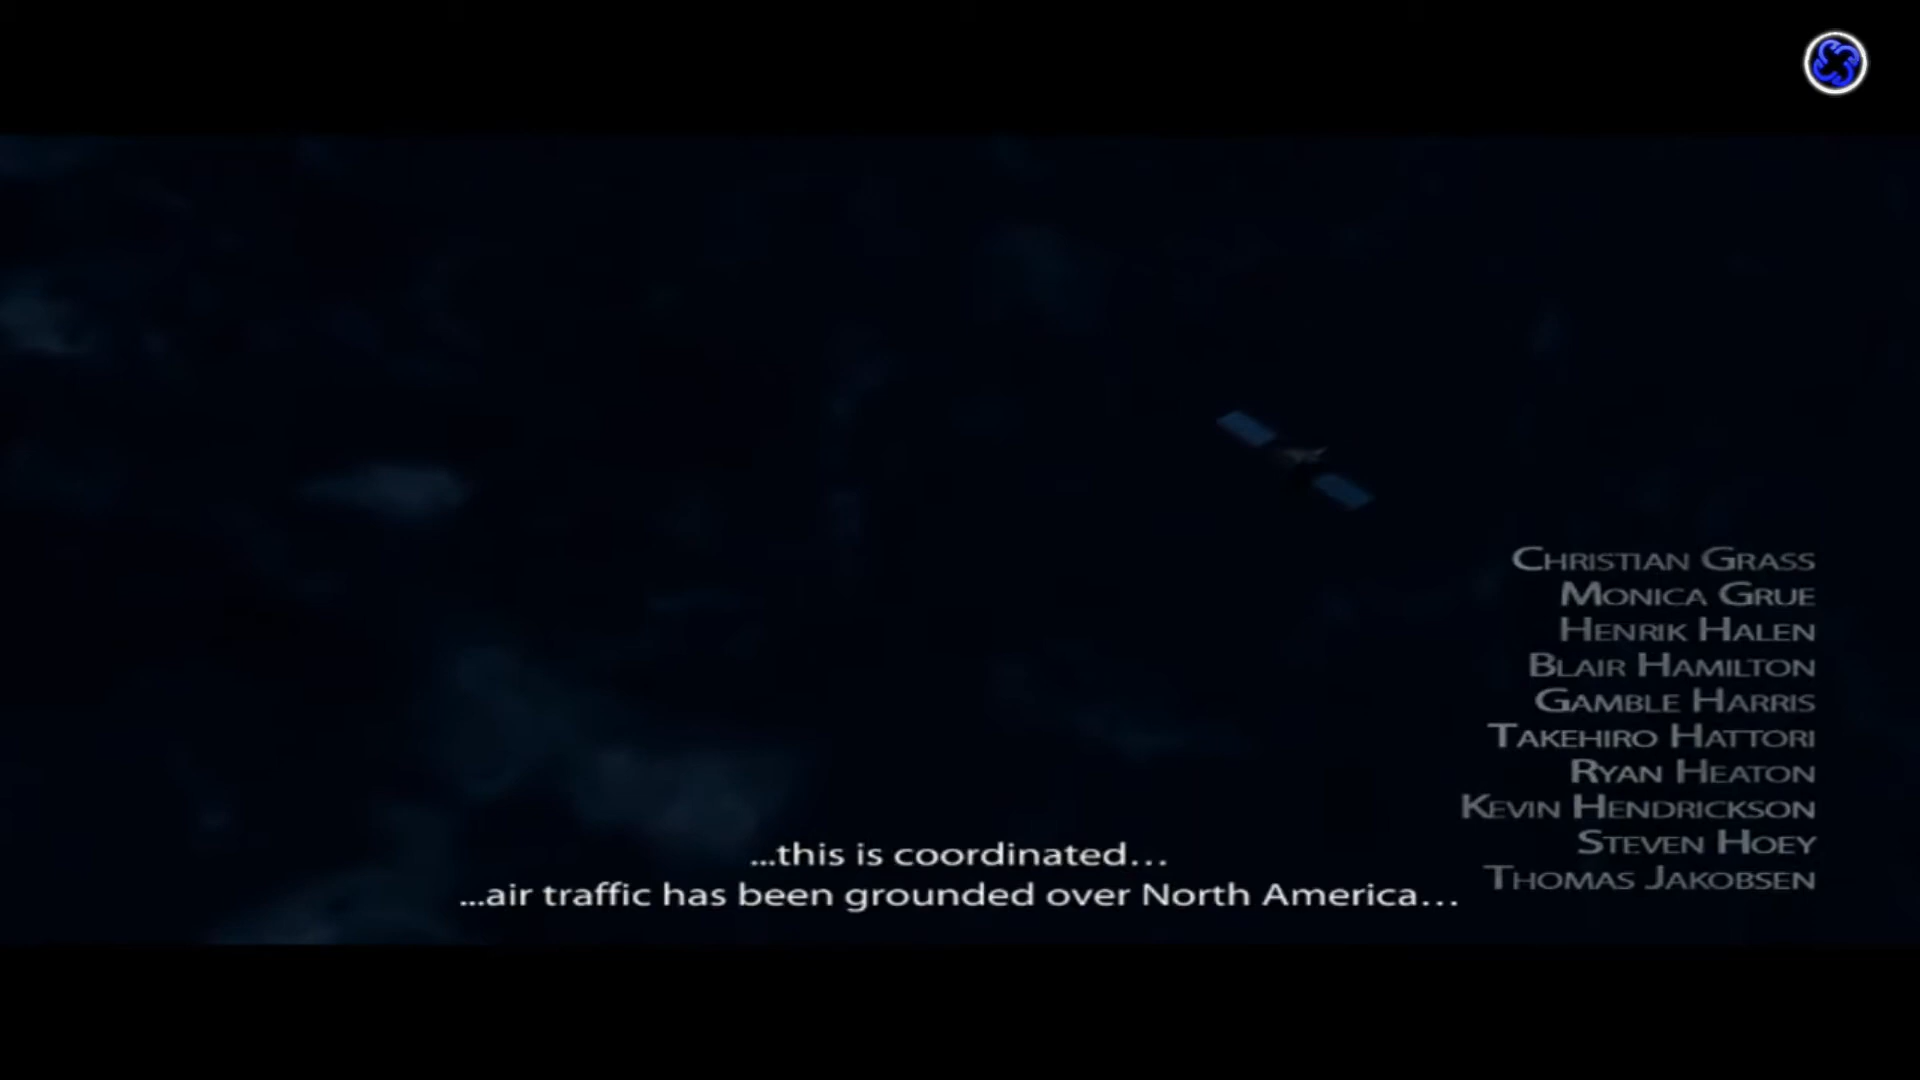 CHRISTIAN GRASS
MONICA GRUE
HENRIK HALEN
BLAIR HAMILTON
GAMBLE HARRIS
TAKEHIRO HATTORI
RYAN HEATON
KEVIN HENDRICKSON
STEVEN HOEY
THOMAS JAKOBSEN
...this is coordinated...
...air traffic has been grounded over North America...